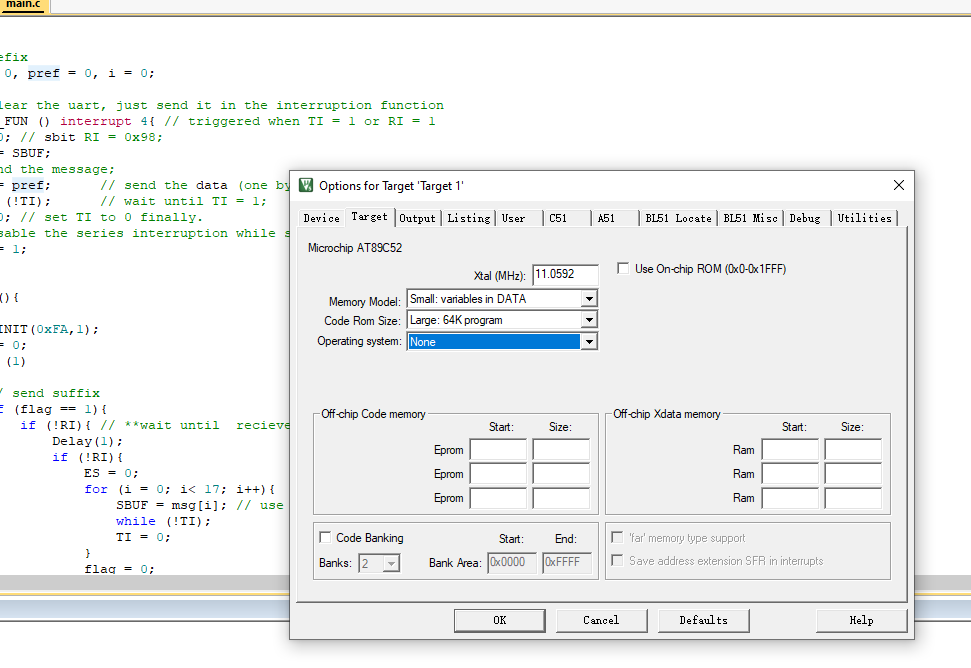 main.c
efix
0, pref = 0, i = 0;
lear the uart, just send it in the interruption function
_FUN () interrupt 4{ // triggered when TI = 1 or RI = 1
0; // sbit RI = 0x98;
= SBUF;
nd the message;
= pref;      // send the data (one by
(!TI);      // wait until TI = 1;
0; // set TI to 0 finally.
sable the series interruption while s
= 1;
(){
INIT(0xFA,1);
= 0;
(1)
/ send suffix
f (flag == 1){
if (!RI){ // **wait until  recieve
Delay(1);
if (!RI){
ES = 0;
for (i = 0; i< 17; i++){
SBUF = msg[i]; // use
while (!TI);
TI = 0;
}
flag = 0;
Options for Target 'Target 1'
Device Target Output Listing User C51 A51 BL51 Locate BL51 Misc Debug Utilities
Microchip AT89C52
Xtal (MHz): 11.0592
Use On-chip ROM (0x0-0x1FFF)
Memory Model: Small: variables in DATA
Code Rom Size: Large: 64K program
Operating system: None
Off-chip Code memory
Start: Size:
Eprom
Eprom
Eprom
Off-chip Xdata memory
Start: Size:
Ram
Ram
Ram
Code Banking Start: End:
Banks: 2 Bank Area: 0x0000 0xFFFF
'far' memory type support
Save address extension SFR in interrupts
OK Cancel Defaults Help